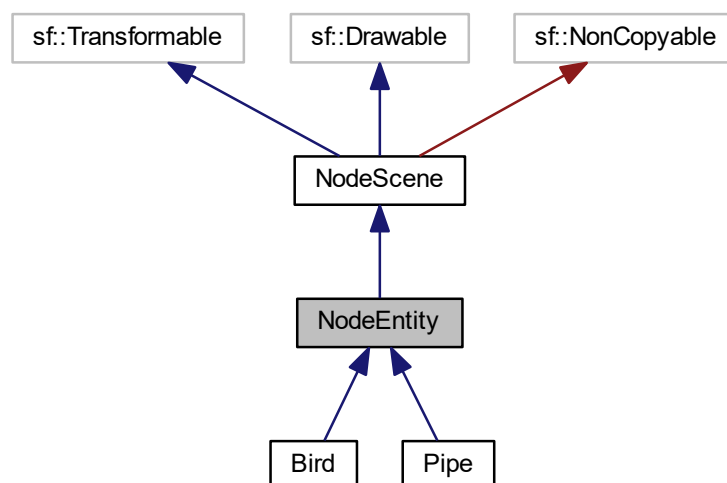 sf::Transformable
sf::Drawable
sf::NonCopyable
NodeScene
NodeEntity
Bird
Pipe